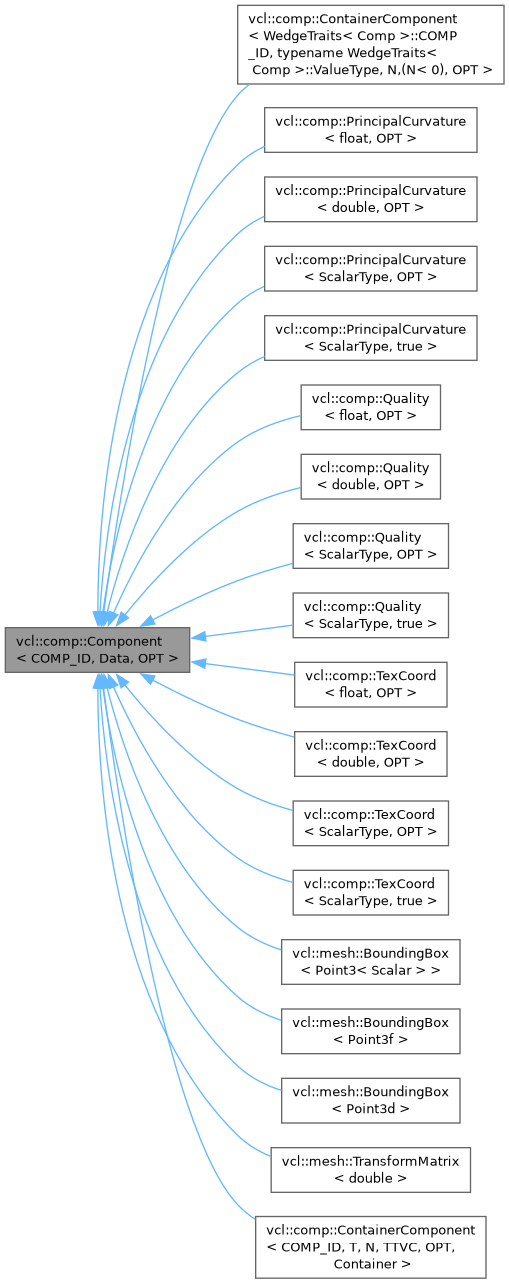 vcl::comp::ContainerComponent
< WedgeTraits< Comp >::COMP
_ID, typename WedgeTraits<
Comp >::ValueType, N,(N< 0), OPT >
vcl::comp::PrincipalCurvature
< float, OPT >
vcl::comp::PrincipalCurvature
< double, OPT >
vcl::comp::PrincipalCurvature
< ScalarType, OPT >
vcl::comp::PrincipalCurvature
< ScalarType, true >
vcl::comp::Quality
< float, OPT >
vcl::comp::Quality
< double, OPT >
vcl::comp::Quality
< ScalarType, OPT >
vcl::comp::Quality
< ScalarType, true >
vcl::comp::Component
< COMP_ID, Data, OPT >
vcl::comp::TexCoord
< float, OPT >
vcl::comp::TexCoord
< double, OPT >
vcl::comp::TexCoord
< ScalarType, OPT >
vcl::comp::TexCoord
< ScalarType, true >
vcl::mesh::BoundingBox
< Point3< Scalar > >
vcl::mesh::BoundingBox
< Point3f >
vcl::mesh::BoundingBox
< Point3d >
vcl::mesh::TransformMatrix
< double >
vcl::comp::ContainerComponent
< COMP_ID, T, N, TTVC, OPT,
Container >